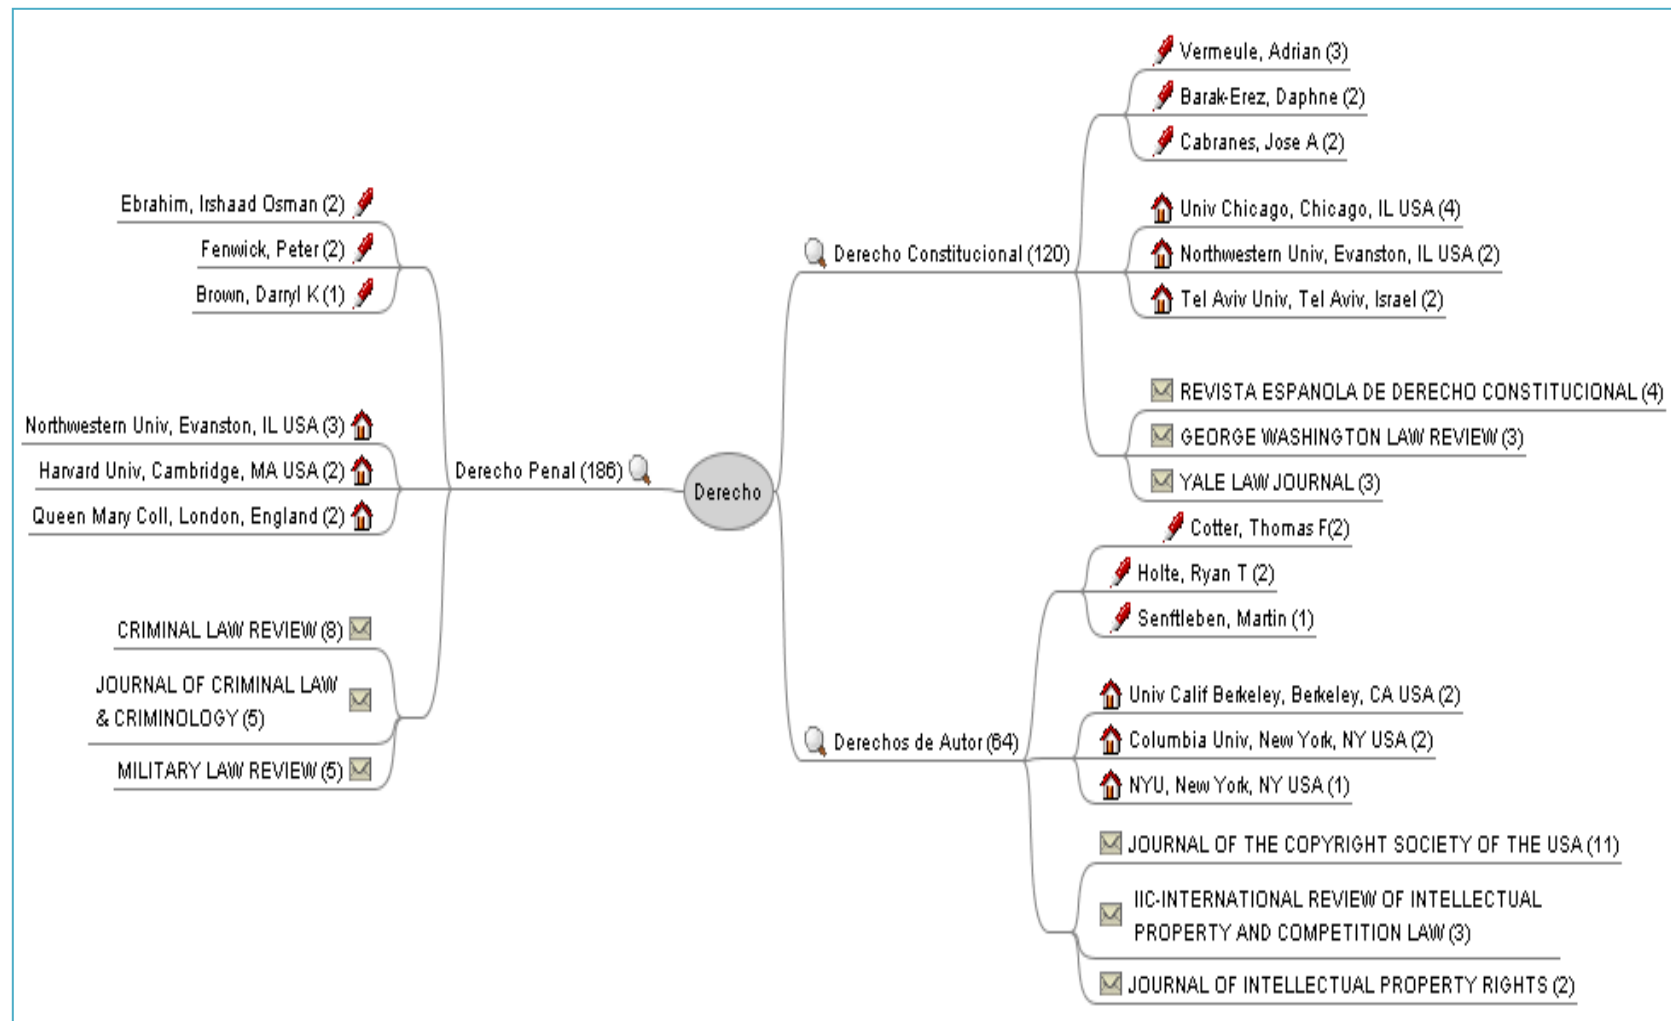 Ebrahim, Irshaad Osman (2)
Fenwick, Peter (2)
Brown, Darryl K (1)
Northwestern Univ, Evanston, IL USA (3)
Harvard Univ, Cambridge, MA USA (2)
Queen Mary Coll, London, England (2)
CRIMINAL LAW REVIEW (8)
JOURNAL OF CRIMINAL LAW
& CRIMINOLOGY (5)
MILITARY LAW REVIEW (5)
Derecho Penal (186)
Derecho
Derecho Constitucional (120)
Vermeule, Adrian (3)
Barak-Erez, Daphne (2)
Cabranes, Jose A (2)
Univ Chicago, Chicago, IL USA (4)
Northwestern Univ, Evanston, IL USA (2)
Tel Aviv Univ, Tel Aviv, Israel (2)
REVISTA ESPANOLA DE DERECHO CONSTITUCIONAL (4)
GEORGE WASHINGTON LAW REVIEW (3)
YALE LAW JOURNAL (3)
Derechos de Autor (64)
Cotter, Thomas F(2)
Holte, Ryan T (2)
Senftleben, Martin (1)
Univ Calif Berkeley, Berkeley, CA USA (2)
Columbia Univ, New York, NY USA (2)
NYU, New York, NY USA (1)
JOURNAL OF THE COPYRIGHT SOCIETY OF THE USA (11)
IIC-INTERNATIONAL REVIEW OF INTELLECTUAL
PROPERTY AND COMPETITION LAW (3)
JOURNAL OF INTELLECTUAL PROPERTY RIGHTS (2)